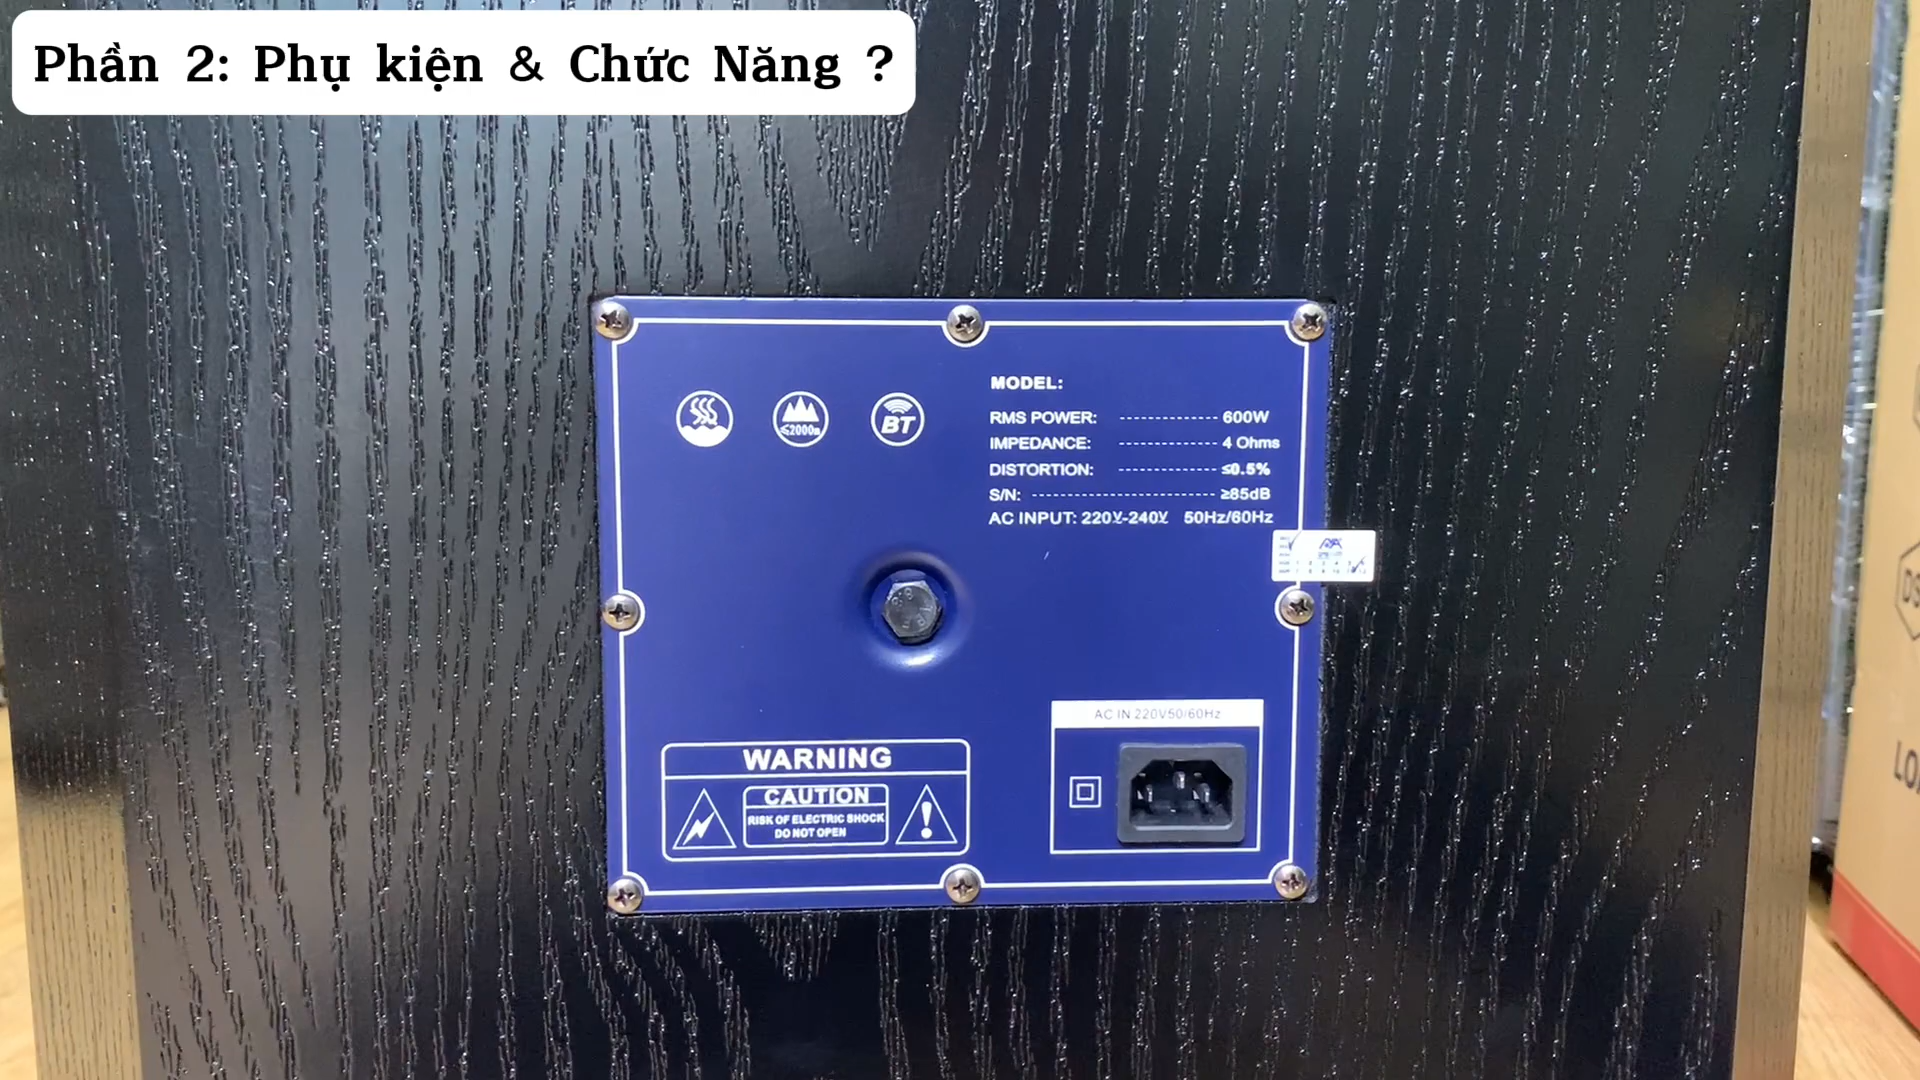 Phần 2: Phụ kiện & Chức Năng ?
MODEL:
RMS POWER: -------------- 600W
IMPEDANCE: -------------- 4 Ohms
DISTORTION: -------------- ≤0.5%
S/N: -------------------------- ≥85dB
AC INPUT: 220V-240V 50Hz/60Hz
≤2000m
BT
AC IN 220V50/60Hz
WARNING
CAUTION
RISK OF ELECTRIC SHOCK
DO NOT OPEN